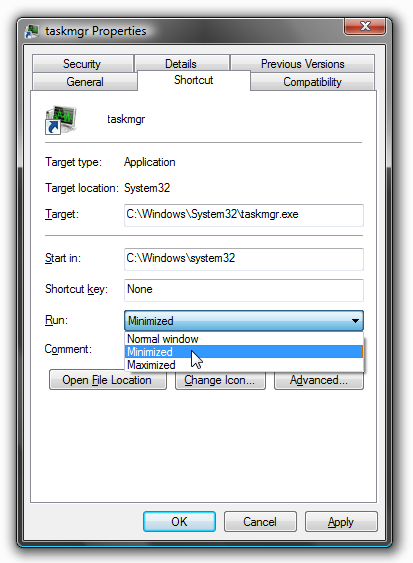 taskmgr Properties
Security Details Previous Versions
General Shortcut Compatibility
taskmgr
Target type: Application
Target location: System32
Target: C:\Windows\System32\taskmgr.exe
Start in: C:\Windows\system32
Shortcut key: None
Run: Minimized
Normal window
Comment: Minimized
Maximized
Open File Location Change Icon... Advanced...
OK Cancel Apply